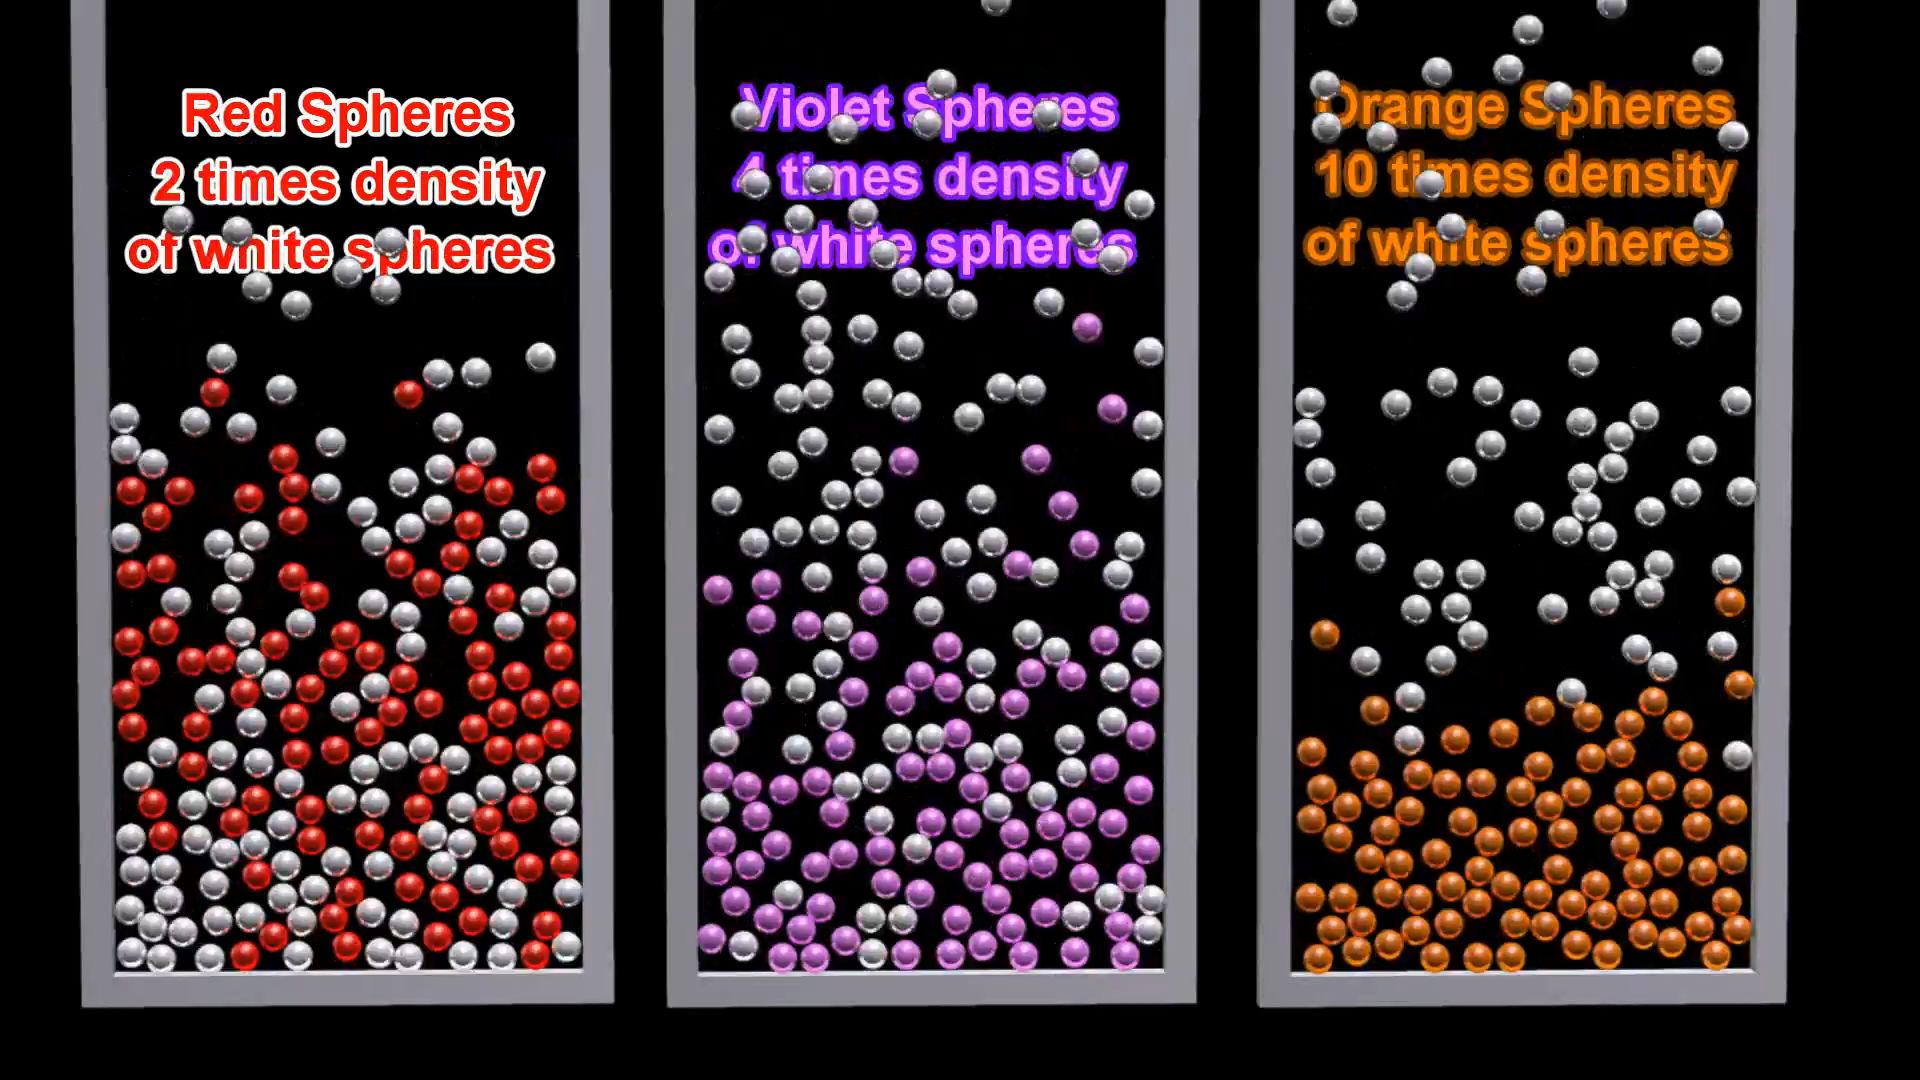 Red Spheres
2 times density
of white spheres
Violet Spheres
4 times density
of white spheres
Orange Spheres
10 times density
of white spheres